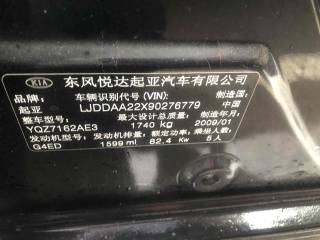 KIA 东风悦达起亚汽车有限公司
品牌: 车辆识别代号(VIN): 制造国:
起亚 LJDDAA22X90276779 中国
整车型号: 最大设计总质量: 制造年月:
YQZ7162AE3 1740 kg 2009/01
发动机型号: 发动机排量: 额定功率: 乘坐人数:
G4ED 1599 ml 82.4 Kw 5人